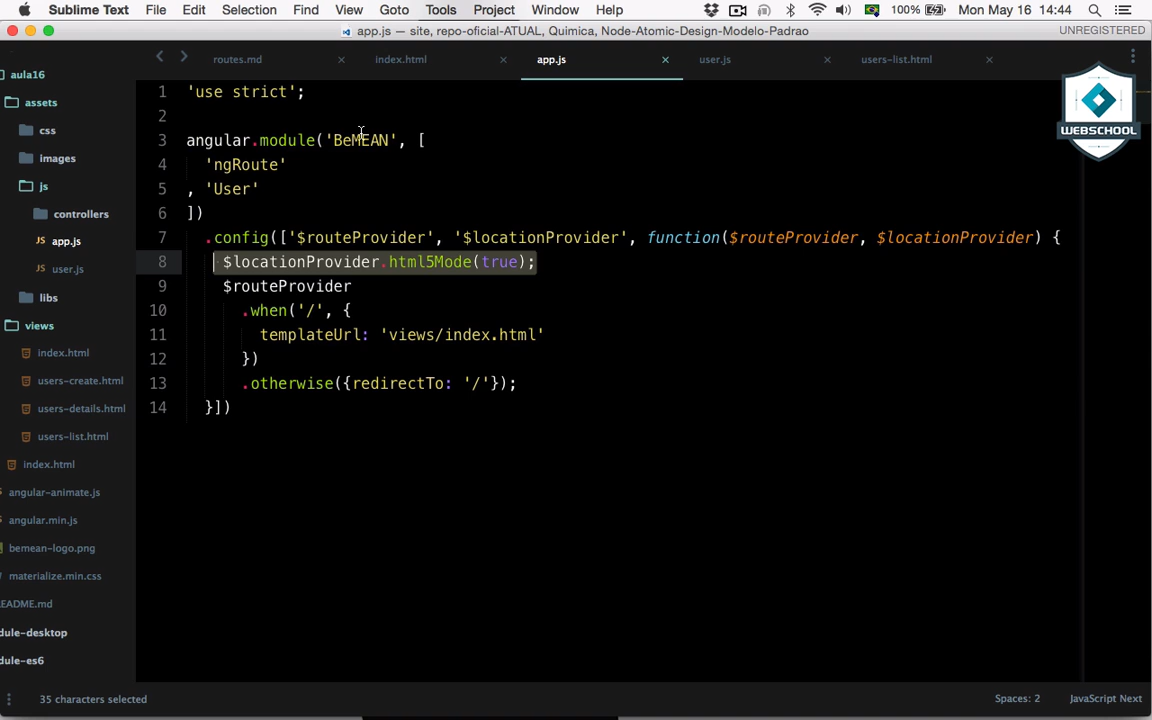 Sublime Text File Edit Selection Find View Goto Tools Project Window Help 100% Mon May 16 14:44
app.js — site, repo-oficial-ATUAL, Quimica, Node-Atomic-Design-Modelo-Padrao UNREGISTERED
routes.md index.html app.js user.js users-list.html
aula16
assets
css
images
js
controllers
JS app.js
JS user.js
libs
views
index.html
users-create.html
users-details.html
users-list.html
index.html
angular-animate.js
angular.min.js
bemean-logo.png
materialize.min.css
EADME.md
dule-desktop
dule-es6
1 'use strict';
2
3 angular.module('BeMEAN', [
4 'ngRoute'
5 , 'User'
6 ])
7 .config(['$routeProvider', '$locationProvider', function($routeProvider, $locationProvider) {
8 $locationProvider.html5Mode(true);
9 $routeProvider
10 .when('/', {
11 templateUrl: 'views/index.html'
12 })
13 .otherwise({redirectTo: '/'});
14 }])
WEBSCHOOL
35 characters selected Spaces: 2 JavaScript Next